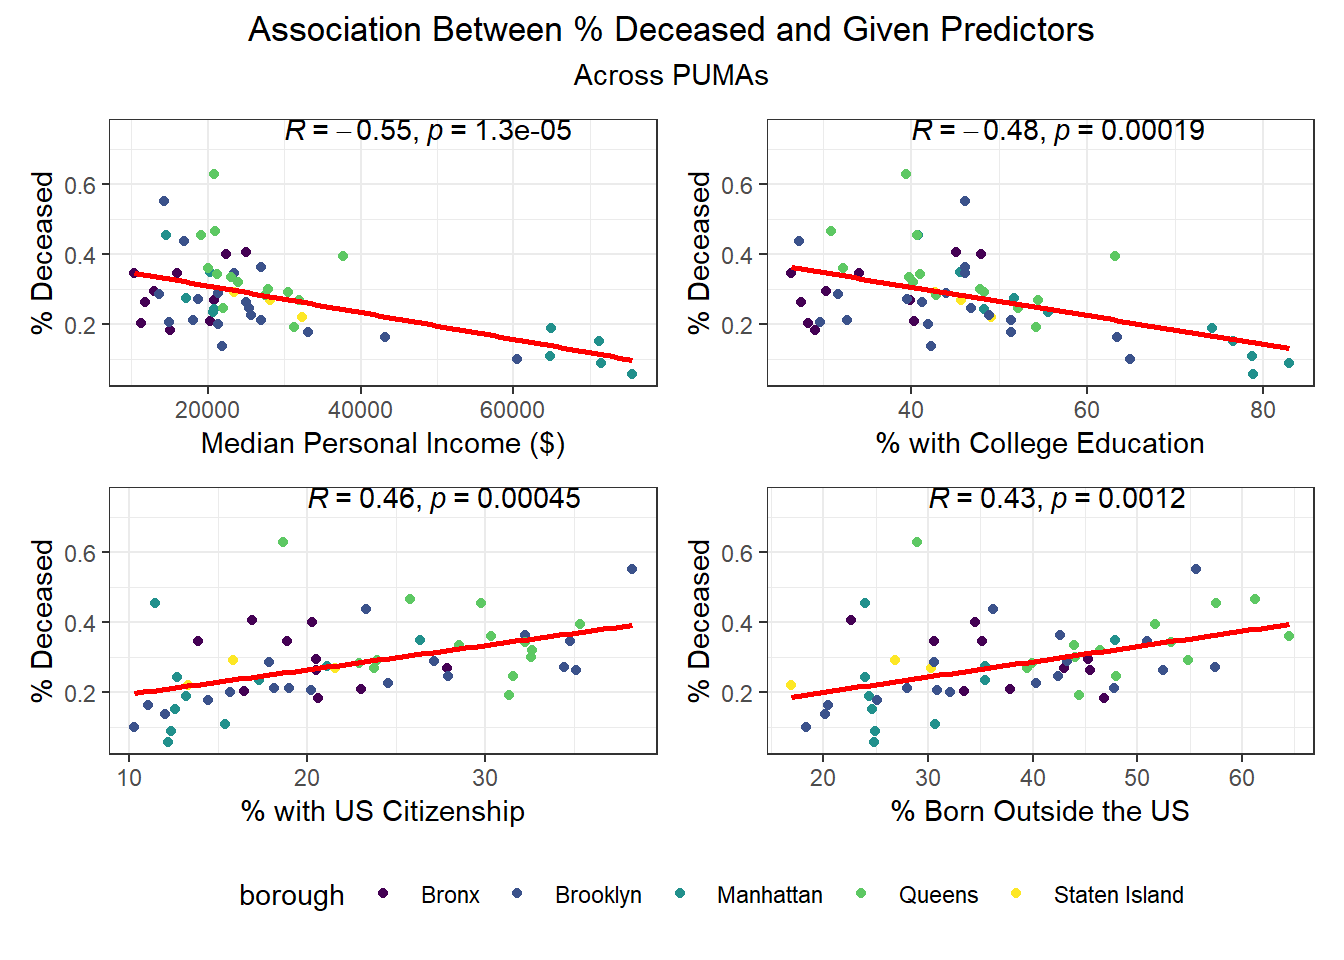 Association Between % Deceased and Given Predictors
Across PUMAs
R = −0.55, p = 1.3e-05
% Deceased
0.6
0.4
0.2
20000 40000 60000
Median Personal Income ($)
R = −0.48, p = 0.00019
% Deceased
0.6
0.4
0.2
40 60 80
% with College Education
R = 0.46, p = 0.00045
% Deceased
0.6
0.4
0.2
10 20 30
% with US Citizenship
R = 0.43, p = 0.0012
% Deceased
0.6
0.4
0.2
20 30 40 50 60
% Born Outside the US
borough Bronx Brooklyn Manhattan Queens Staten Island